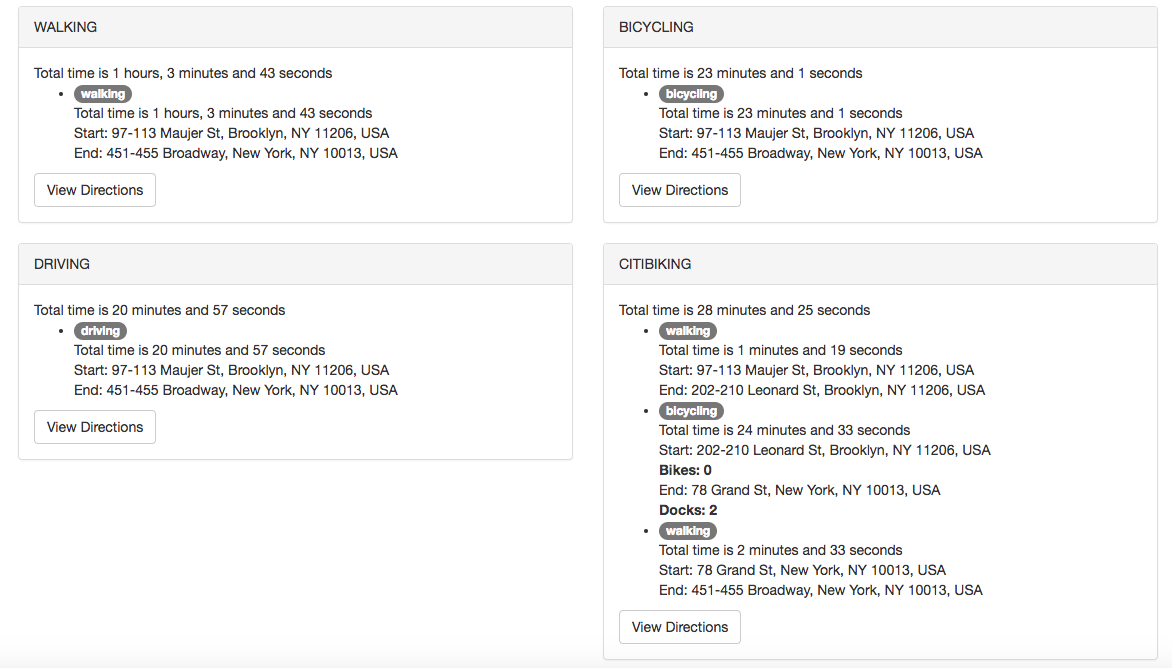 WALKING
Total time is 1 hours, 3 minutes and 43 seconds
walking
Total time is 1 hours, 3 minutes and 43 seconds
Start: 97-113 Maujer St, Brooklyn, NY 11206, USA
End: 451-455 Broadway, New York, NY 10013, USA
View Directions
BICYCLING
Total time is 23 minutes and 1 seconds
bicycling
Total time is 23 minutes and 1 seconds
Start: 97-113 Maujer St, Brooklyn, NY 11206, USA
End: 451-455 Broadway, New York, NY 10013, USA
View Directions
DRIVING
Total time is 20 minutes and 57 seconds
driving
Total time is 20 minutes and 57 seconds
Start: 97-113 Maujer St, Brooklyn, NY 11206, USA
End: 451-455 Broadway, New York, NY 10013, USA
View Directions
CITIBIKING
Total time is 28 minutes and 25 seconds
walking
Total time is 1 minutes and 19 seconds
Start: 97-113 Maujer St, Brooklyn, NY 11206, USA
End: 202-210 Leonard St, Brooklyn, NY 11206, USA
bicycling
Total time is 24 minutes and 33 seconds
Start: 202-210 Leonard St, Brooklyn, NY 11206, USA
Bikes: 0
End: 78 Grand St, New York, NY 10013, USA
Docks: 2
walking
Total time is 2 minutes and 33 seconds
Start: 78 Grand St, New York, NY 10013, USA
End: 451-455 Broadway, New York, NY 10013, USA
View Directions